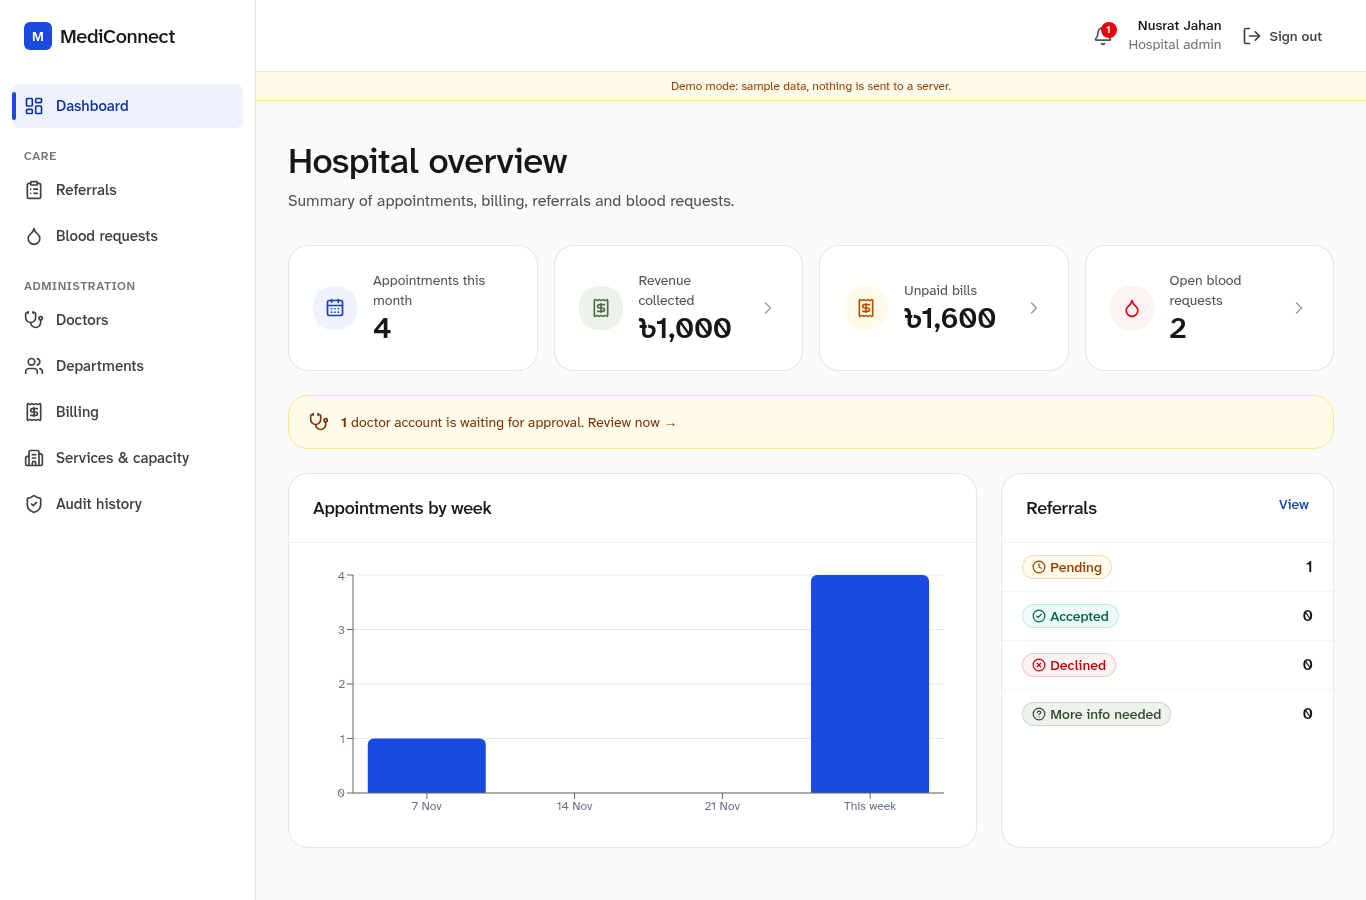 M MediConnect
Nusrat Jahan
Hospital admin
1
Sign out
Demo mode: sample data, nothing is sent to a server.
Dashboard
CARE
Referrals
Blood requests
ADMINISTRATION
Doctors
Departments
Billing
Services & capacity
Audit history
Hospital overview
Summary of appointments, billing, referrals and blood requests.
Appointments this
month
4
Revenue
collected
৳1,000
Unpaid bills
৳1,600
Open blood
requests
2
1 doctor account is waiting for approval. Review now →
Appointments by week
4
3
2
1
0
7 Nov
14 Nov
21 Nov
This week
Referrals
View
Pending 1
Accepted 0
Declined 0
More info needed 0